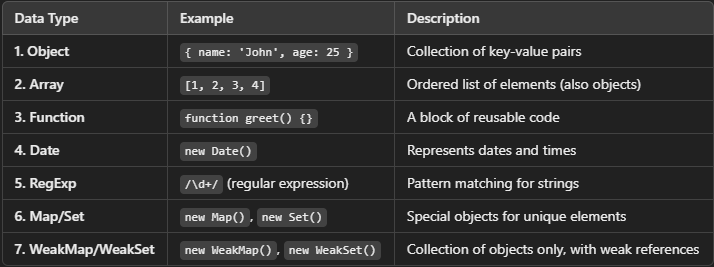 Data Type Example Description
1. Object { name: 'John', age: 25 } Collection of key-value pairs
2. Array [1, 2, 3, 4] Ordered list of elements (also objects)
3. Function function greet() {} A block of reusable code
4. Date new Date() Represents dates and times
5. RegExp /\d+/ (regular expression) Pattern matching for strings
6. Map/Set new Map(), new Set() Special objects for unique elements
7. WeakMap/WeakSet new WeakMap(), new WeakSet() Collection of objects only, with weak references